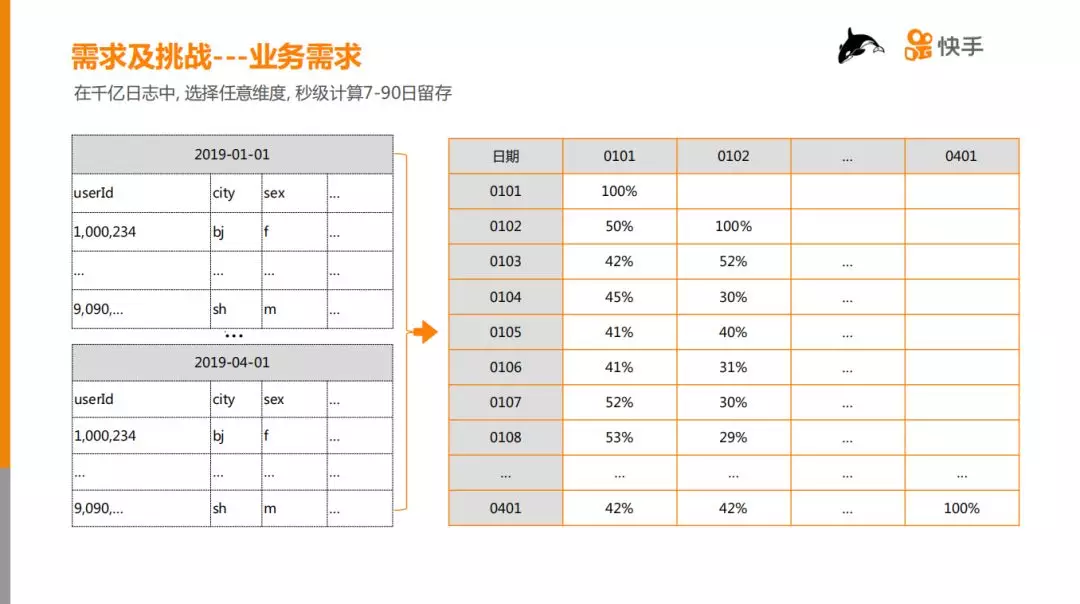 需求及挑战---业务需求
快手
在千亿日志中, 选择任意维度, 秒级计算7-90日留存
2019-01-01
userId city sex ...
1,000,234 bj f ...
... ... ... ...
9,090,... sh m ...
...
2019-04-01
userId city sex ...
1,000,234 bj f ...
... ... ... ...
9,090,... sh m ...
日期 0101 0102 ... 0401
0101 100%
0102 50% 100%
0103 42% 52% ...
0104 45% 30% ...
0105 41% 40% ...
0106 41% 31% ...
0107 52% 30% ...
0108 53% 29% ...
... ... ... ... ...
0401 42% 42% ... 100%